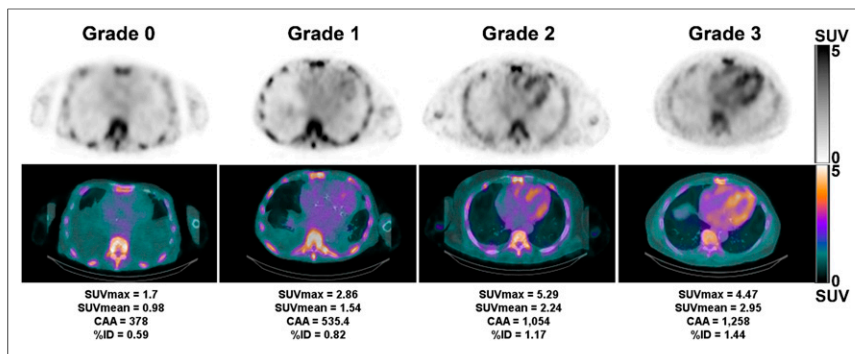 Grade 0 Grade 1 Grade 2 Grade 3 SUV
5
0
5
0
SUV
SUVmax = 1.7 SUVmax = 2.86 SUVmax = 5.29 SUVmax = 4.47
SUVmean = 0.98 SUVmean = 1.54 SUVmean = 2.24 SUVmean = 2.95
CAA = 378 CAA = 535.4 CAA = 1,054 CAA = 1,258
%ID = 0.59 %ID = 0.82 %ID = 1.17 %ID = 1.44